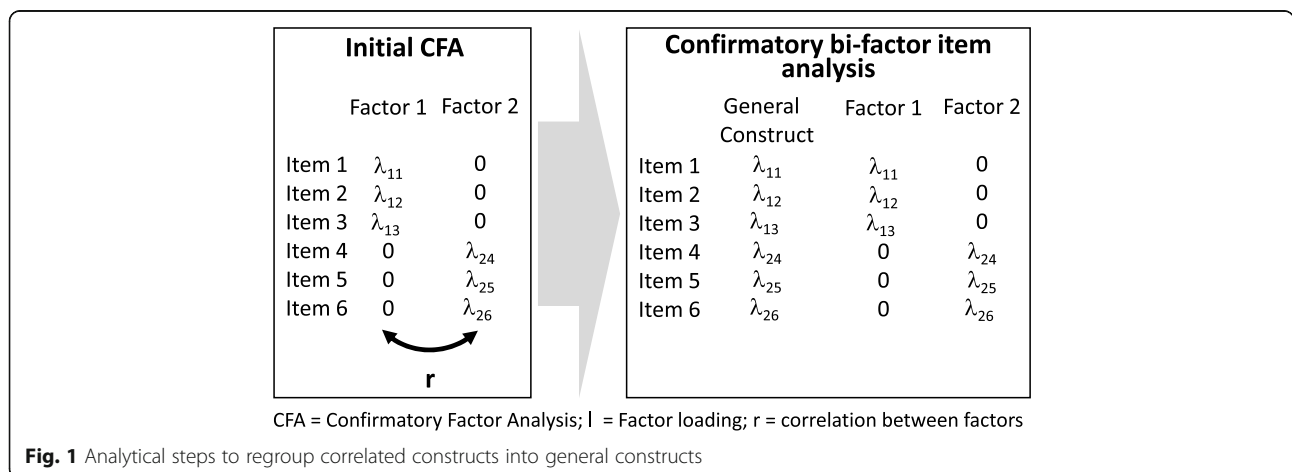 Initial CFA
Factor 1 Factor 2
Item 1 λ₁₁ 0
Item 2 λ₁₂ 0
Item 3 λ₁₃ 0
Item 4 0 λ₂₄
Item 5 0 λ₂₅
Item 6 0 λ₂₆
r
Confirmatory bi-factor item
analysis
General Factor 1 Factor 2
Construct
Item 1 λ₁₁ λ₁₁ 0
Item 2 λ₁₂ λ₁₂ 0
Item 3 λ₁₃ λ₁₃ 0
Item 4 λ₂₄ 0 λ₂₄
Item 5 λ₂₅ 0 λ₂₅
Item 6 λ₂₆ 0 λ₂₆
CFA = Confirmatory Factor Analysis; l = Factor loading; r = correlation between factors
Fig. 1 Analytical steps to regroup correlated constructs into general constructs